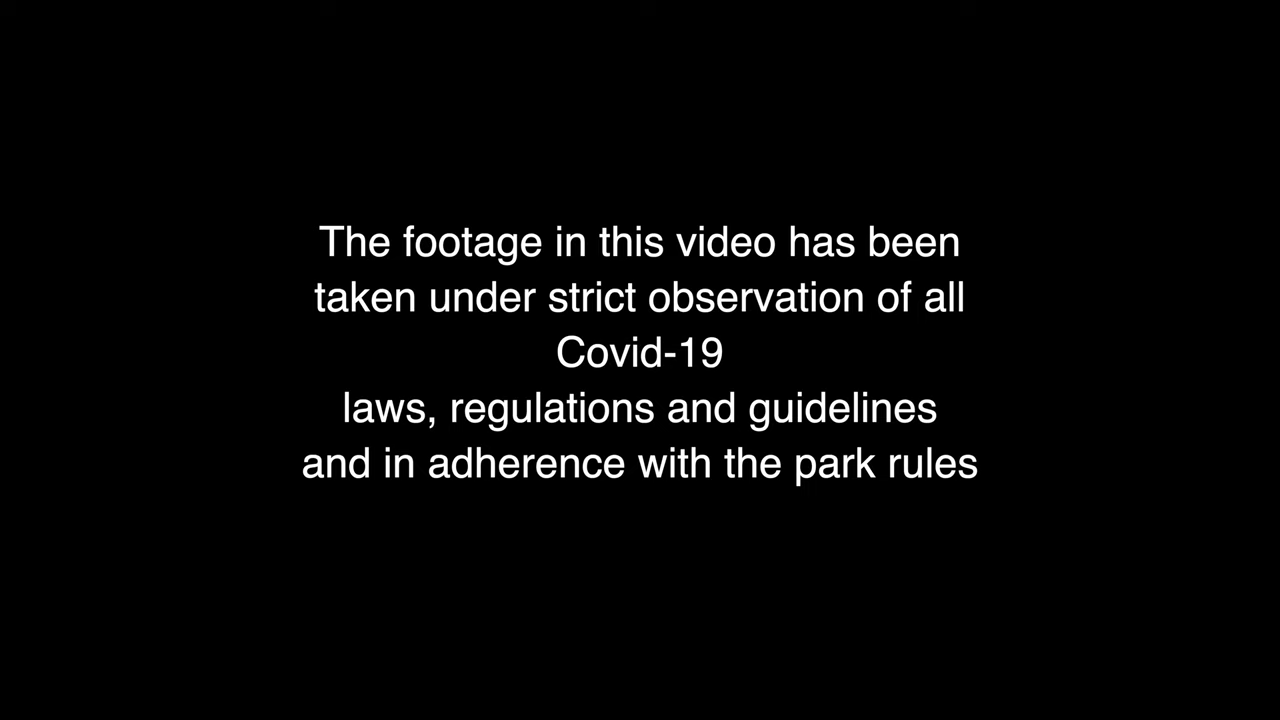 The footage in this video has been
taken under strict observation of all
Covid-19
laws, regulations and guidelines
and in adherence with the park rules